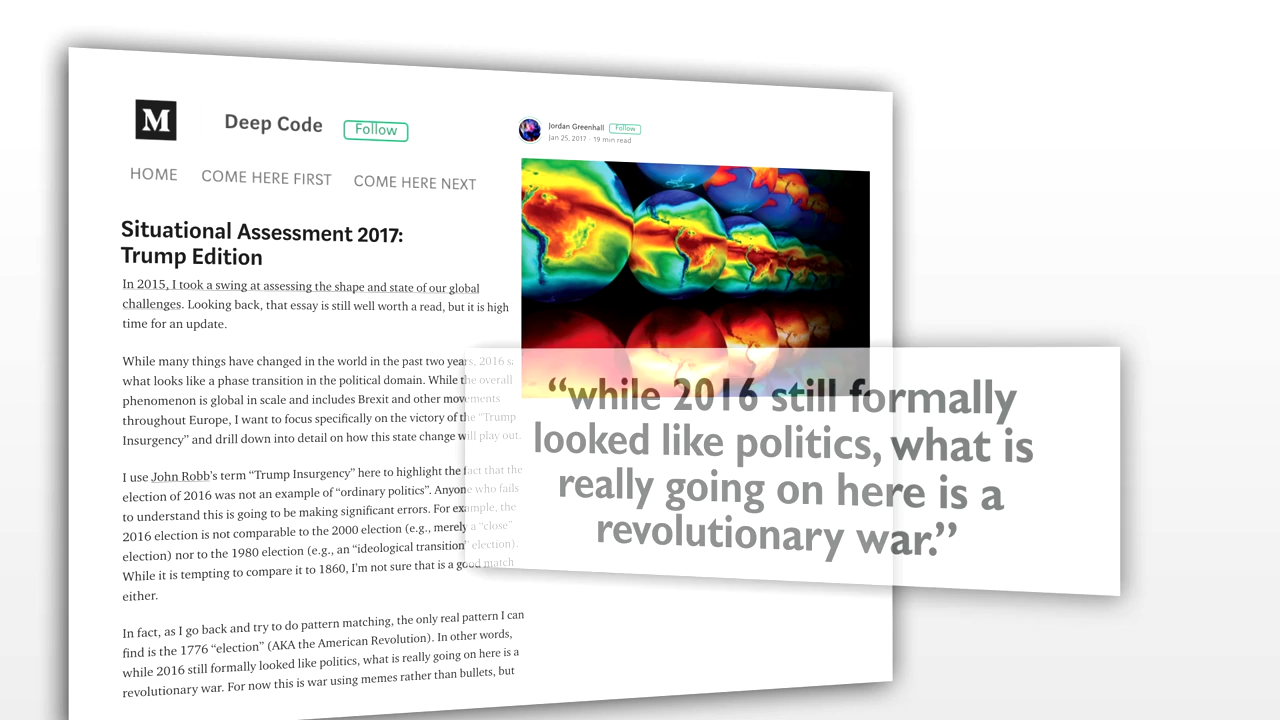 M
Deep Code
Follow
HOME
COME HERE FIRST
COME HERE NEXT
Situational Assessment 2017:
Trump Edition
In 2015, I took a swing at assessing the shape and state of our global
challenges. Looking back, that essay is still well worth a read, but it is high
time for an update.
While many things have changed in the world in the past two years, 2016 s
what looks like a phase transition in the political domain. While the overall
phenomenon is global in scale and includes Brexit and other movements
throughout Europe, I want to focus specifically on the victory of the “Trump
Insurgency” and drill down into detail on how this state change will play out.
I use John Robb’s term “Trump Insurgency” here to highlight the fact that the
election of 2016 was not an example of “ordinary politics”. Anyone who fails
to understand this is going to be making significant errors. For example, the
2016 election is not comparable to the 2000 election (e.g., merely a “close”
election) nor to the 1980 election (e.g., an “ideological transition” election).
While it is tempting to compare it to 1860, I’m not sure that is a good match
either.
In fact, as I go back and try to do pattern matching, the only real pattern I can
find is the 1776 “election” (AKA the American Revolution). In other words,
while 2016 still formally looked like politics, what is really going on here is a
revolutionary war. For now this is war using memes rather than bullets, but
Jordan Greenhall Follow
Jan 25, 2017 · 19 min read
“while 2016 still formally
looked like politics, what is
really going on here is a
revolutionary war.”